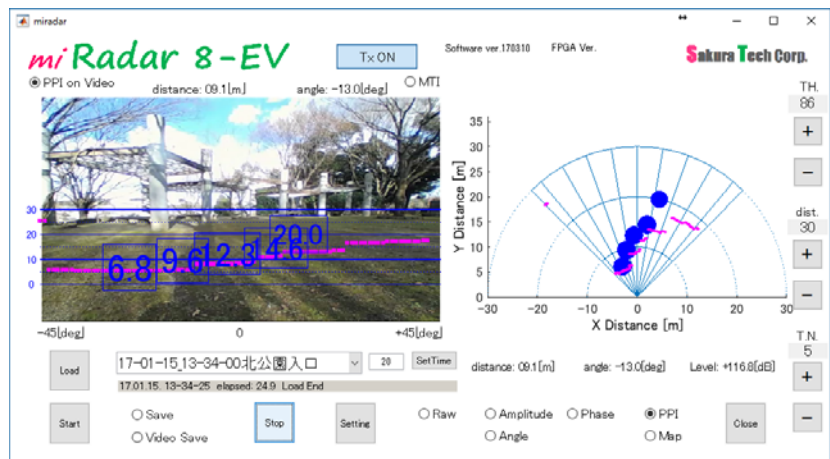 miradar
mi Radar 8-EV
Tx ON
Software ver.170310 FPGA Ver.
Sakura Tech Corp.
PPI on Video
distance: 09.1[m]
angle: -13.0[deg]
MTI
TH.
86
+
-
30
20
10
0
6.8
9.6
12.3
14.6
20.0
-45[deg]
0
+45[deg]
Y Distance [m]
35
30
25
20
15
10
5
0
-30 -20 -10 0 10 20 30
X Distance [m]
dist.
30
+
-
T.N.
5
+
-
Load
17-01-15_13-34-00北公園入口
20
SetTime
17.01.15. 13-34-25 elapsed: 24.9 Load End
distance: 09.1[m] angle: -13.0[deg] Level: +116.8[dB]
Start
Save
Video Save
Stop
Setting
Raw
Amplitude
Phase
PPI
Angle
Map
Close